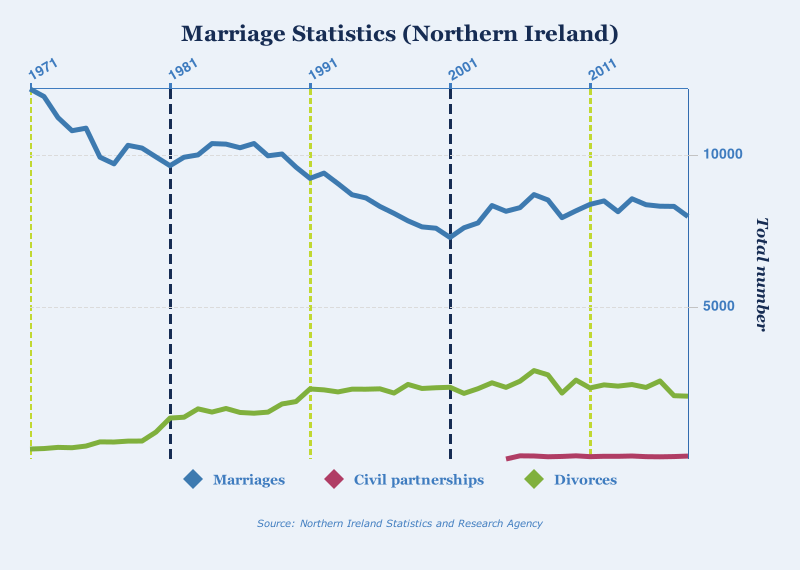 Marriage Statistics (Northern Ireland)
1971 1981 1991 2001 2011
10000
5000
Total number
Marriages Civil partnerships Divorces
Source: Northern Ireland Statistics and Research Agency